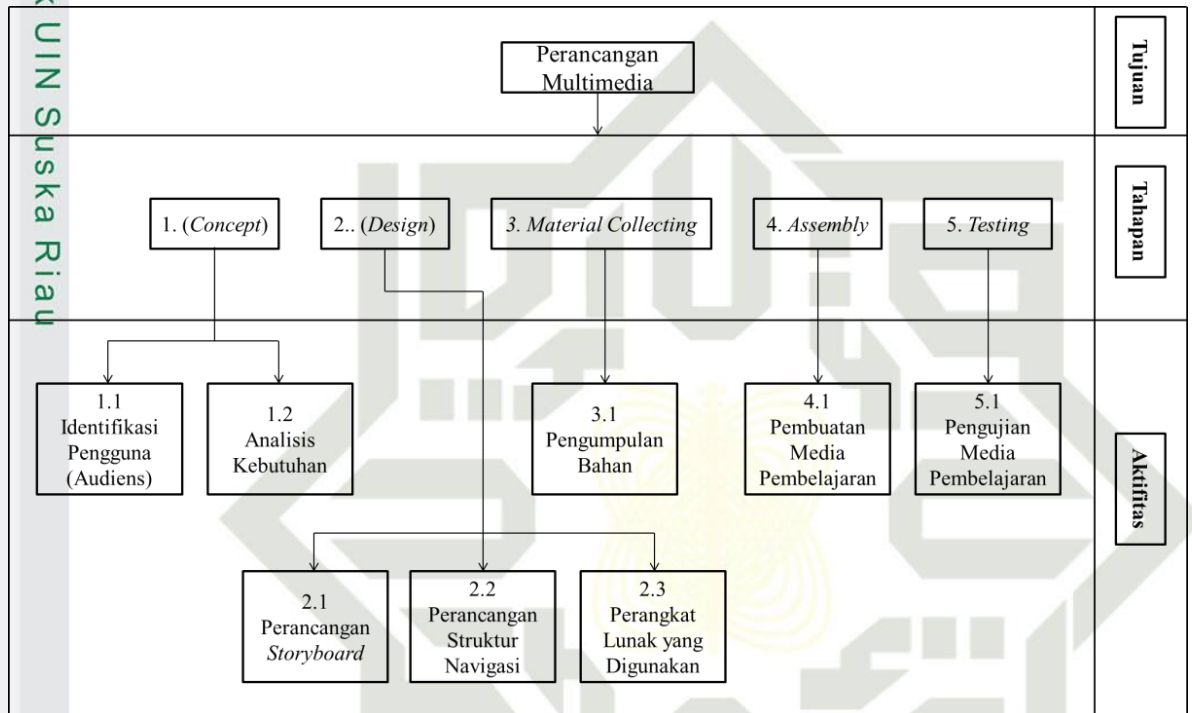 k UIN Suska Riau
Perancangan
Multimedia
Tujuan
1. (Concept)
2.. (Design)
3. Material Collecting
4. Assembly
5. Testing
Tahapan
1.1
Identifikasi
Pengguna
(Audiens)
1.2
Analisis
Kebutuhan
3.1
Pengumpulan
Bahan
4.1
Pembuatan
Media
Pembelajaran
5.1
Pengujian
Media
Pembelajaran
Aktifitas
2.1
Perancangan
Storyboard
2.2
Perancangan
Struktur
Navigasi
2.3
Perangkat
Lunak yang
Digunakan